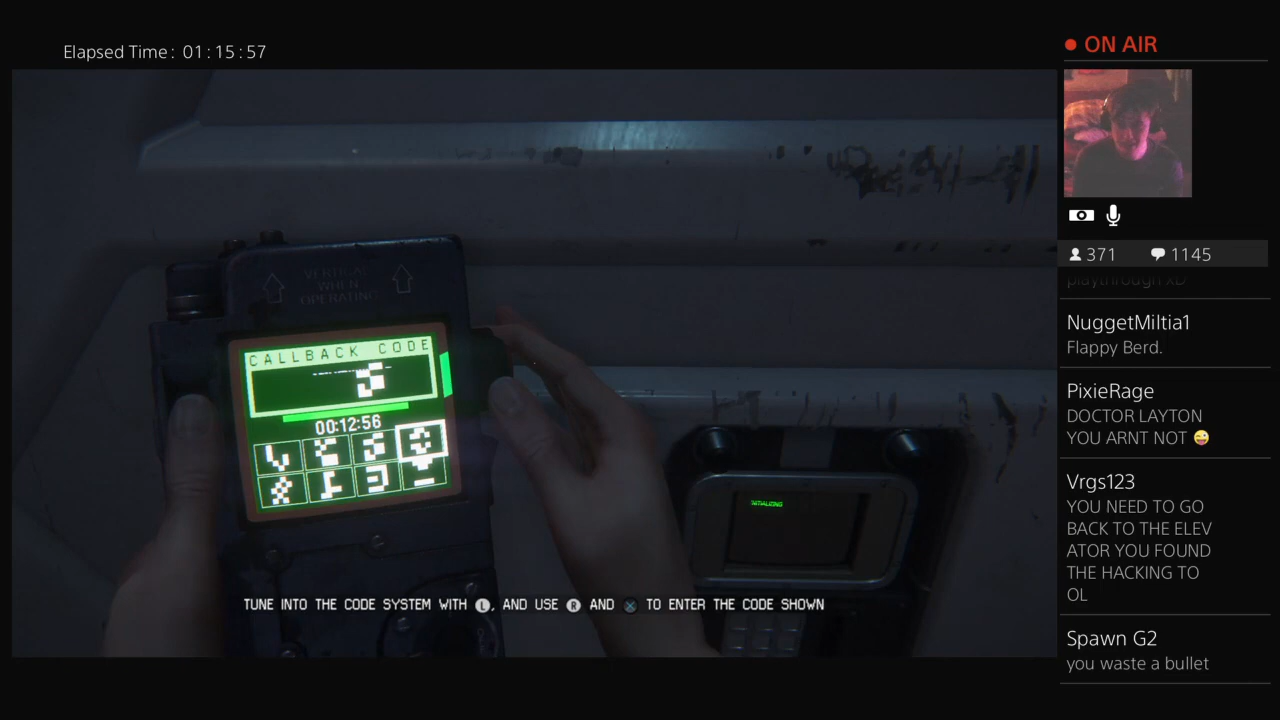 Elapsed Time: 01:15:57
ON AIR
371 1145
playthrough xD
NuggetMiltia1
Flappy Berd.
PixieRage
DOCTOR LAYTON
YOU ARNT NOT 😜
Vrgs123
YOU NEED TO GO
BACK TO THE ELEV
ATOR YOU FOUND
THE HACKING TO
OL
Spawn G2
you waste a bullet
VERTICAL
WHEN
OPERATING
CALLBACK CODE
00:12:56
INITIALIZING
TUNE INTO THE CODE SYSTEM WITH L, AND USE R AND X TO ENTER THE CODE SHOWN